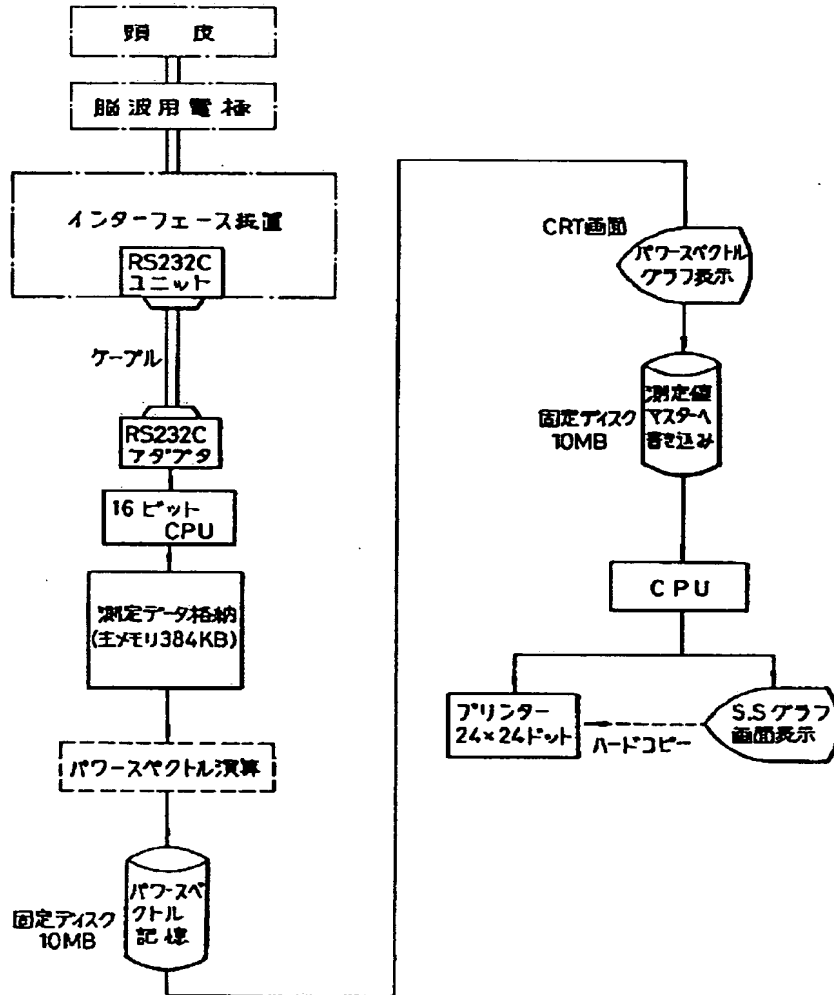 頭皮
脳波用電極
インターフェース装置
RS232C
ユニット
ケーブル
RS232C
アダプタ
16ビット
CPU
測定データ格納
(主メモリ384KB)
パワースペクトル演算
パワースペ
クトル
記憶
固定ディスク
10MB
CRT画面
パワースペクトル
グラフ表示
測定値
マスターへ
書き込み
固定ディスク
10MB
CPU
プリンター
24×24ドット
ハードコピー
S.Sグラフ
画面表示